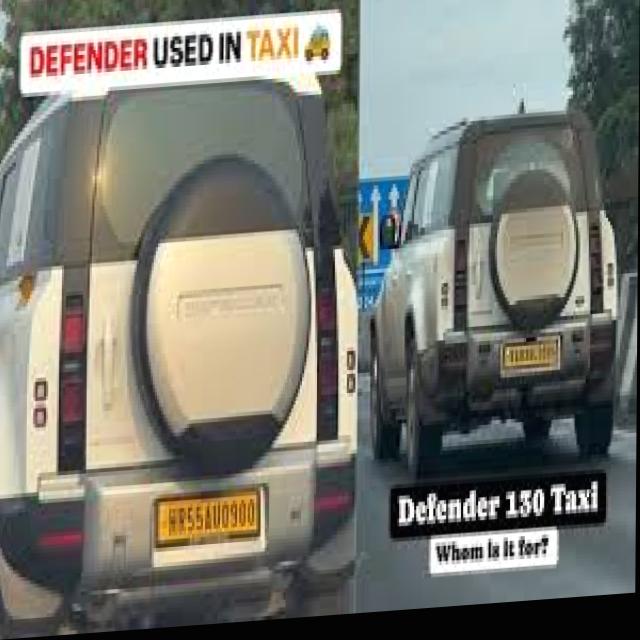 DEFENDER USED IN TAXI
HR55AU0900
Defender 130 Taxi
Whom is it for?